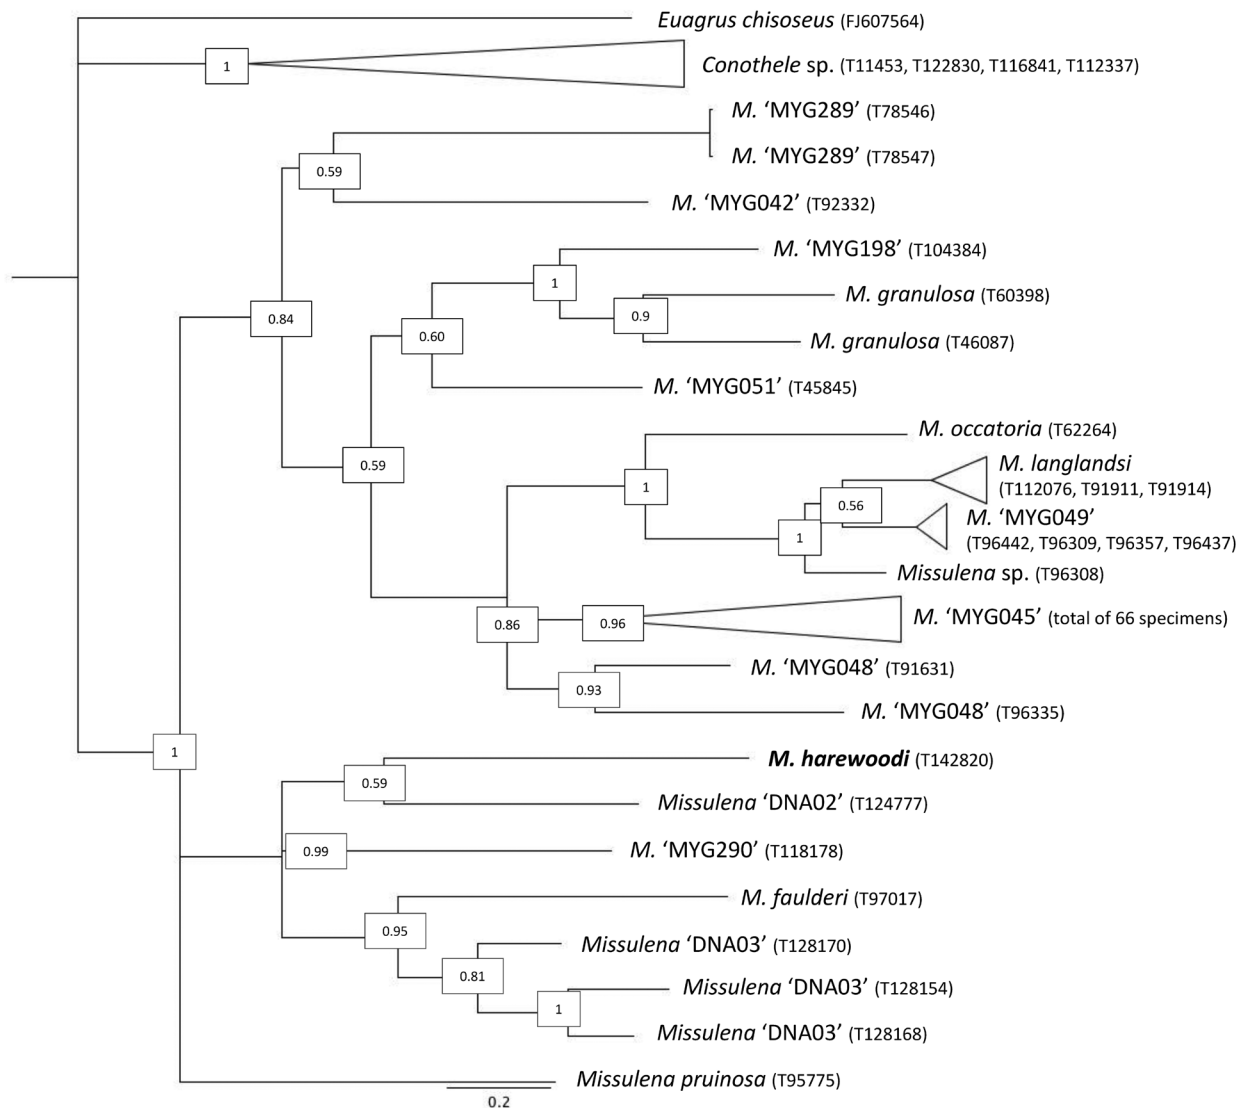 Euagrus chisoseus (FJ607564)
1
Conothele sp. (T11453, T122830, T116841, T112337)
M. ‘MYG289’ (T78546)
M. ‘MYG289’ (T78547)
0.59
M. ‘MYG042’ (T92332)
M. ‘MYG198’ (T104384)
1
M. granulosa (T60398)
0.9
0.84
0.60
M. granulosa (T46087)
M. ‘MYG051’ (T45845)
M. occatoria (T62264)
0.59
M. langlandsi
(T112076, T91911, T91914)
1
0.56
M. ‘MYG049’
(T96442, T96309, T96357, T96437)
1
Missulena sp. (T96308)
0.86
0.96
M. ‘MYG045’ (total of 66 specimens)
M. ‘MYG048’ (T91631)
0.93
M. ‘MYG048’ (T96335)
1
M. harewoodi (T142820)
0.59
Missulena ‘DNA02’ (T124777)
0.99
M. ‘MYG290’ (T118178)
M. faulderi (T97017)
0.95
Missulena ‘DNA03’ (T128170)
0.81
Missulena ‘DNA03’ (T128154)
1
Missulena ‘DNA03’ (T128168)
Missulena pruinosa (T95775)
0.2